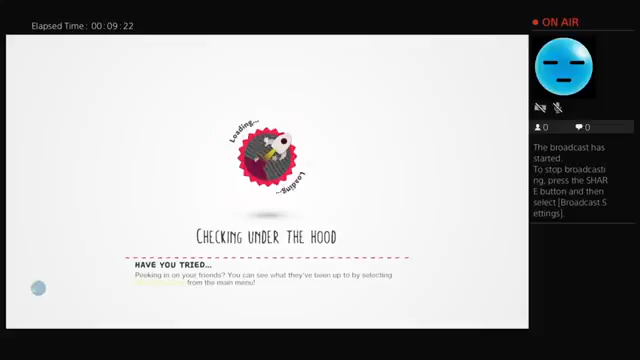 Elapsed Time : 00:09:22
ON AIR
Loading...
Loading...
CHECKING UNDER THE HOOD
HAVE YOU TRIED...
Peeking in on your friends? You can see what they've been up to by selecting
from the main menu!
0
0
The broadcast has
started.
To stop broadcasti
ng, press the SHAR
E button and then
select [Broadcast S
ettings].